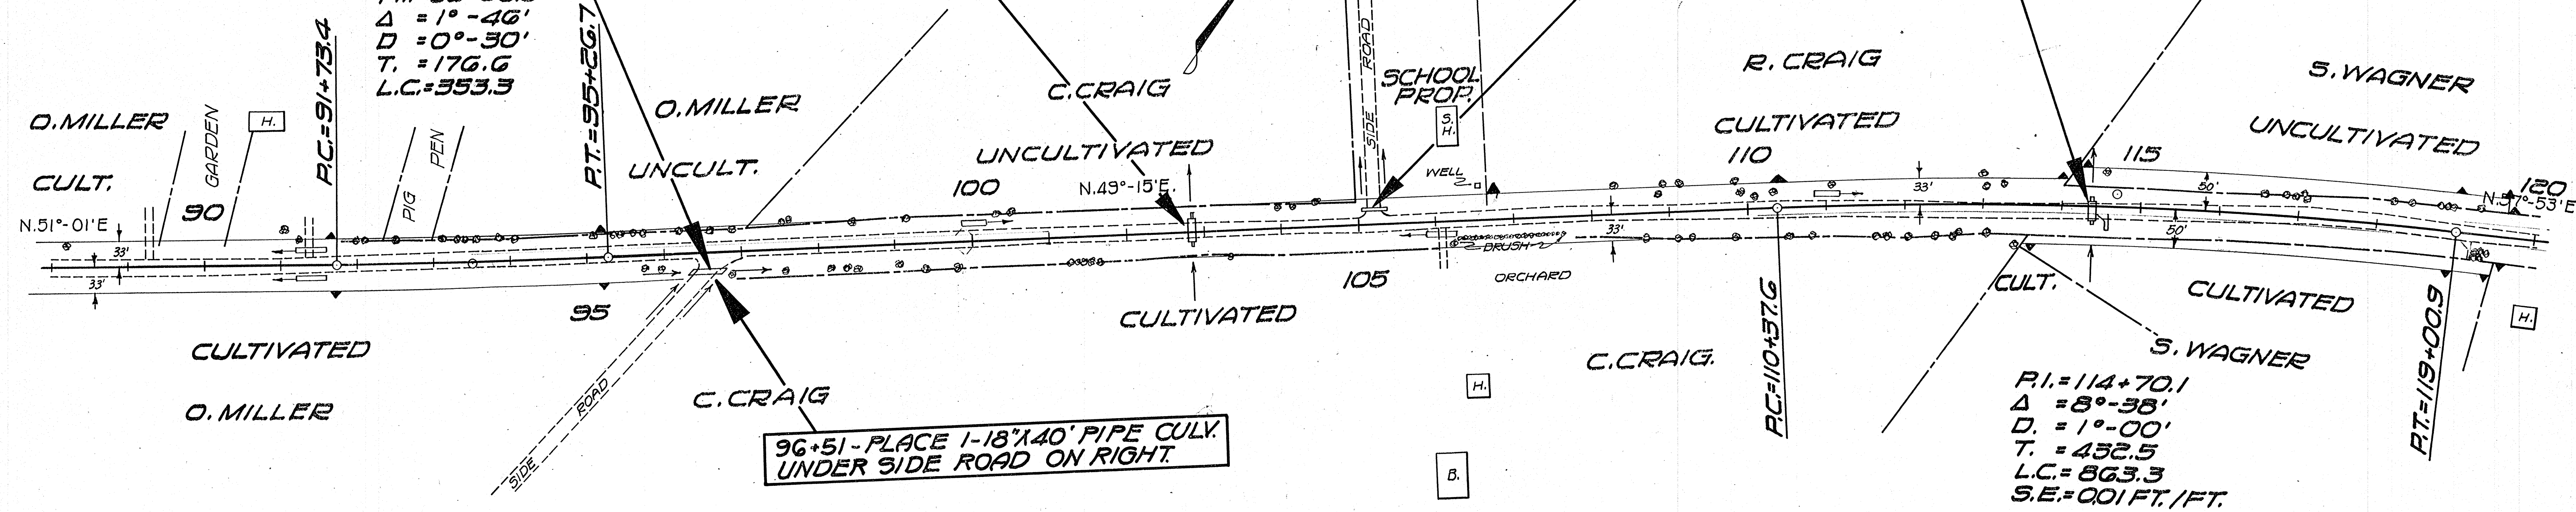 Δ = 1°-46'
D = 0°-30'
T. = 176.6
L.C. = 353.3
P.C. = 91+73.4
P.T. = 95+26.7
O. MILLER
GARDEN
H.
CULT.
PIG PEN
N.51°-01'E
90
33'
33'
O. MILLER
UNCULT.
C. CRAIG
UNCULTIVATED
100
N.49°-15'E.
SIDE ROAD
SCHOOL
PROP.
S.
H.
WELL
R. CRAIG
CULTIVATED
110
33'
33'
S. WAGNER
UNCULTIVATED
115
50'
50'
120
N.57°-53'E
95
CULTIVATED
O. MILLER
SIDE ROAD
C. CRAIG
96+51 - PLACE 1-18"X40' PIPE CULV.
UNDER SIDE ROAD ON RIGHT.
CULTIVATED
105
BRUSH
ORCHARD
H.
B.
C. CRAIG.
P.C. = 110+37.6
CULT.
CULTIVATED
S. WAGNER
P.I. = 114+70.1
Δ = 8°-38'
D. = 1°-00'
T. = 432.5
L.C. = 863.3
S.E. = 0.01 FT./FT.
P.T. = 119+00.9
H.